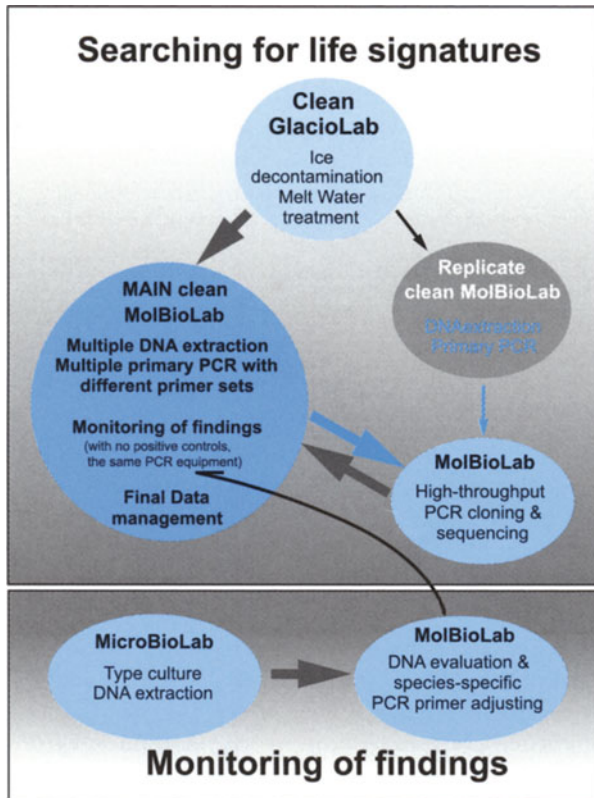 Searching for life signatures
Clean
GlacioLab
Ice
decontamination
Melt Water
treatment
Replicate
clean MolBioLab
DNAextraction
Primary PCR
MAIN clean
MolBioLab
Multiple DNA extraction
Multiple primary PCR with
different primer sets
Monitoring of findings
(with no positive controls,
the same PCR equipment)
Final Data
management
MolBioLab
High-throughput
PCR cloning &
sequencing
MicroBioLab
Type culture
DNA extraction
MolBioLab
DNA evaluation &
species-specific
PCR primer adjusting
Monitoring of findings